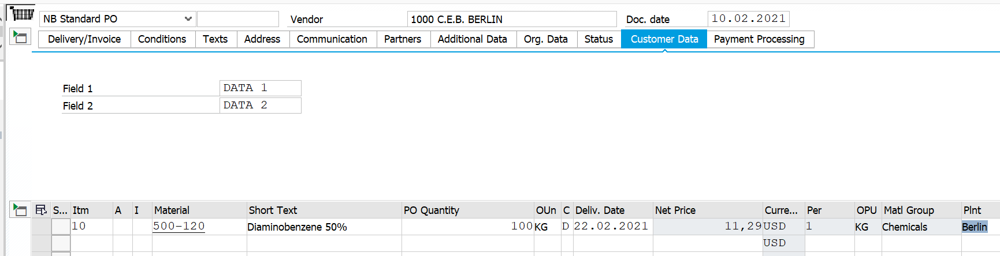 NB Standard PO Vendor 1000 C.E.B. BERLIN Doc. date 10.02.2021
Delivery/Invoice Conditions Texts Address Communication Partners Additional Data Org. Data Status Customer Data Payment Processing
Field 1 DATA 1
Field 2 DATA 2
S... Itm A I Material Short Text PO Quantity OUn C Deliv. Date Net Price Curre... Per OPU Matl Group Plnt
10 500-120 Diaminobenzene 50% 100 KG D 22.02.2021 11,29 USD 1 KG Chemicals Berlin
USD